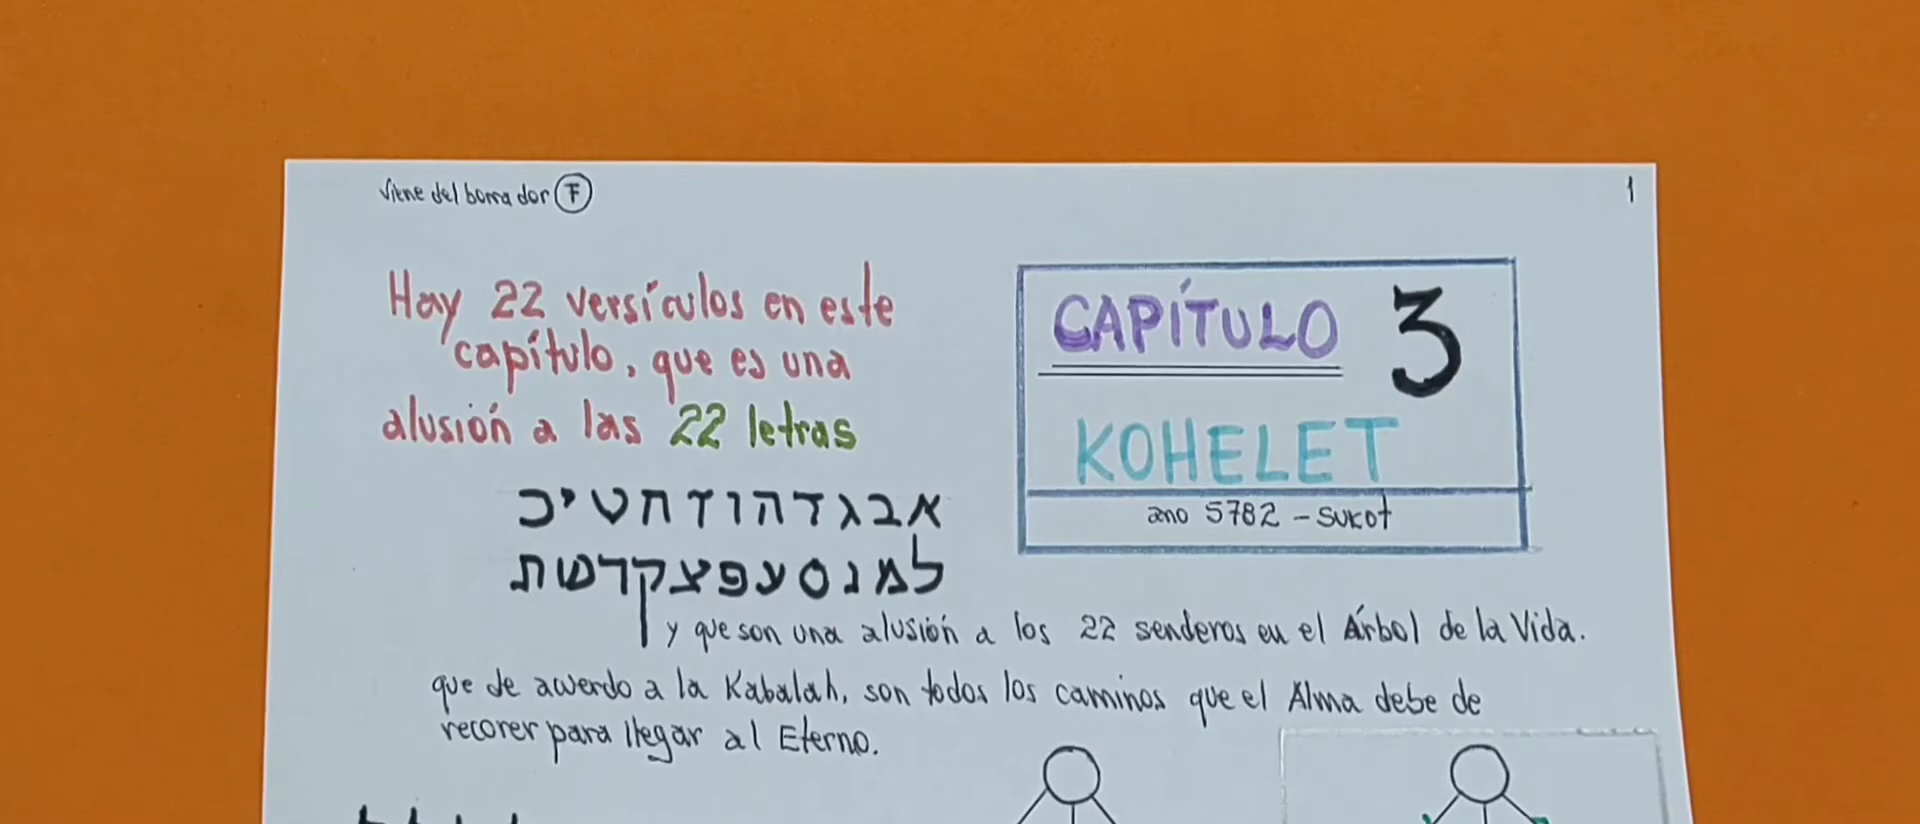 Viene del borrador F
1
Hay 22 versículos en este
capítulo, que es una
alusión a las 22 letras
אבגדהוזחטיכ
למנסעפצקרשת
CAPÍTULO 3
KOHELET
ano 5782 - SUKOT
y que son una alusión a los 22 senderos en el Árbol de la Vida.
que de acuerdo a la Kabalah, son todos los caminos que el Alma debe de
recorer para llegar al Eterno.